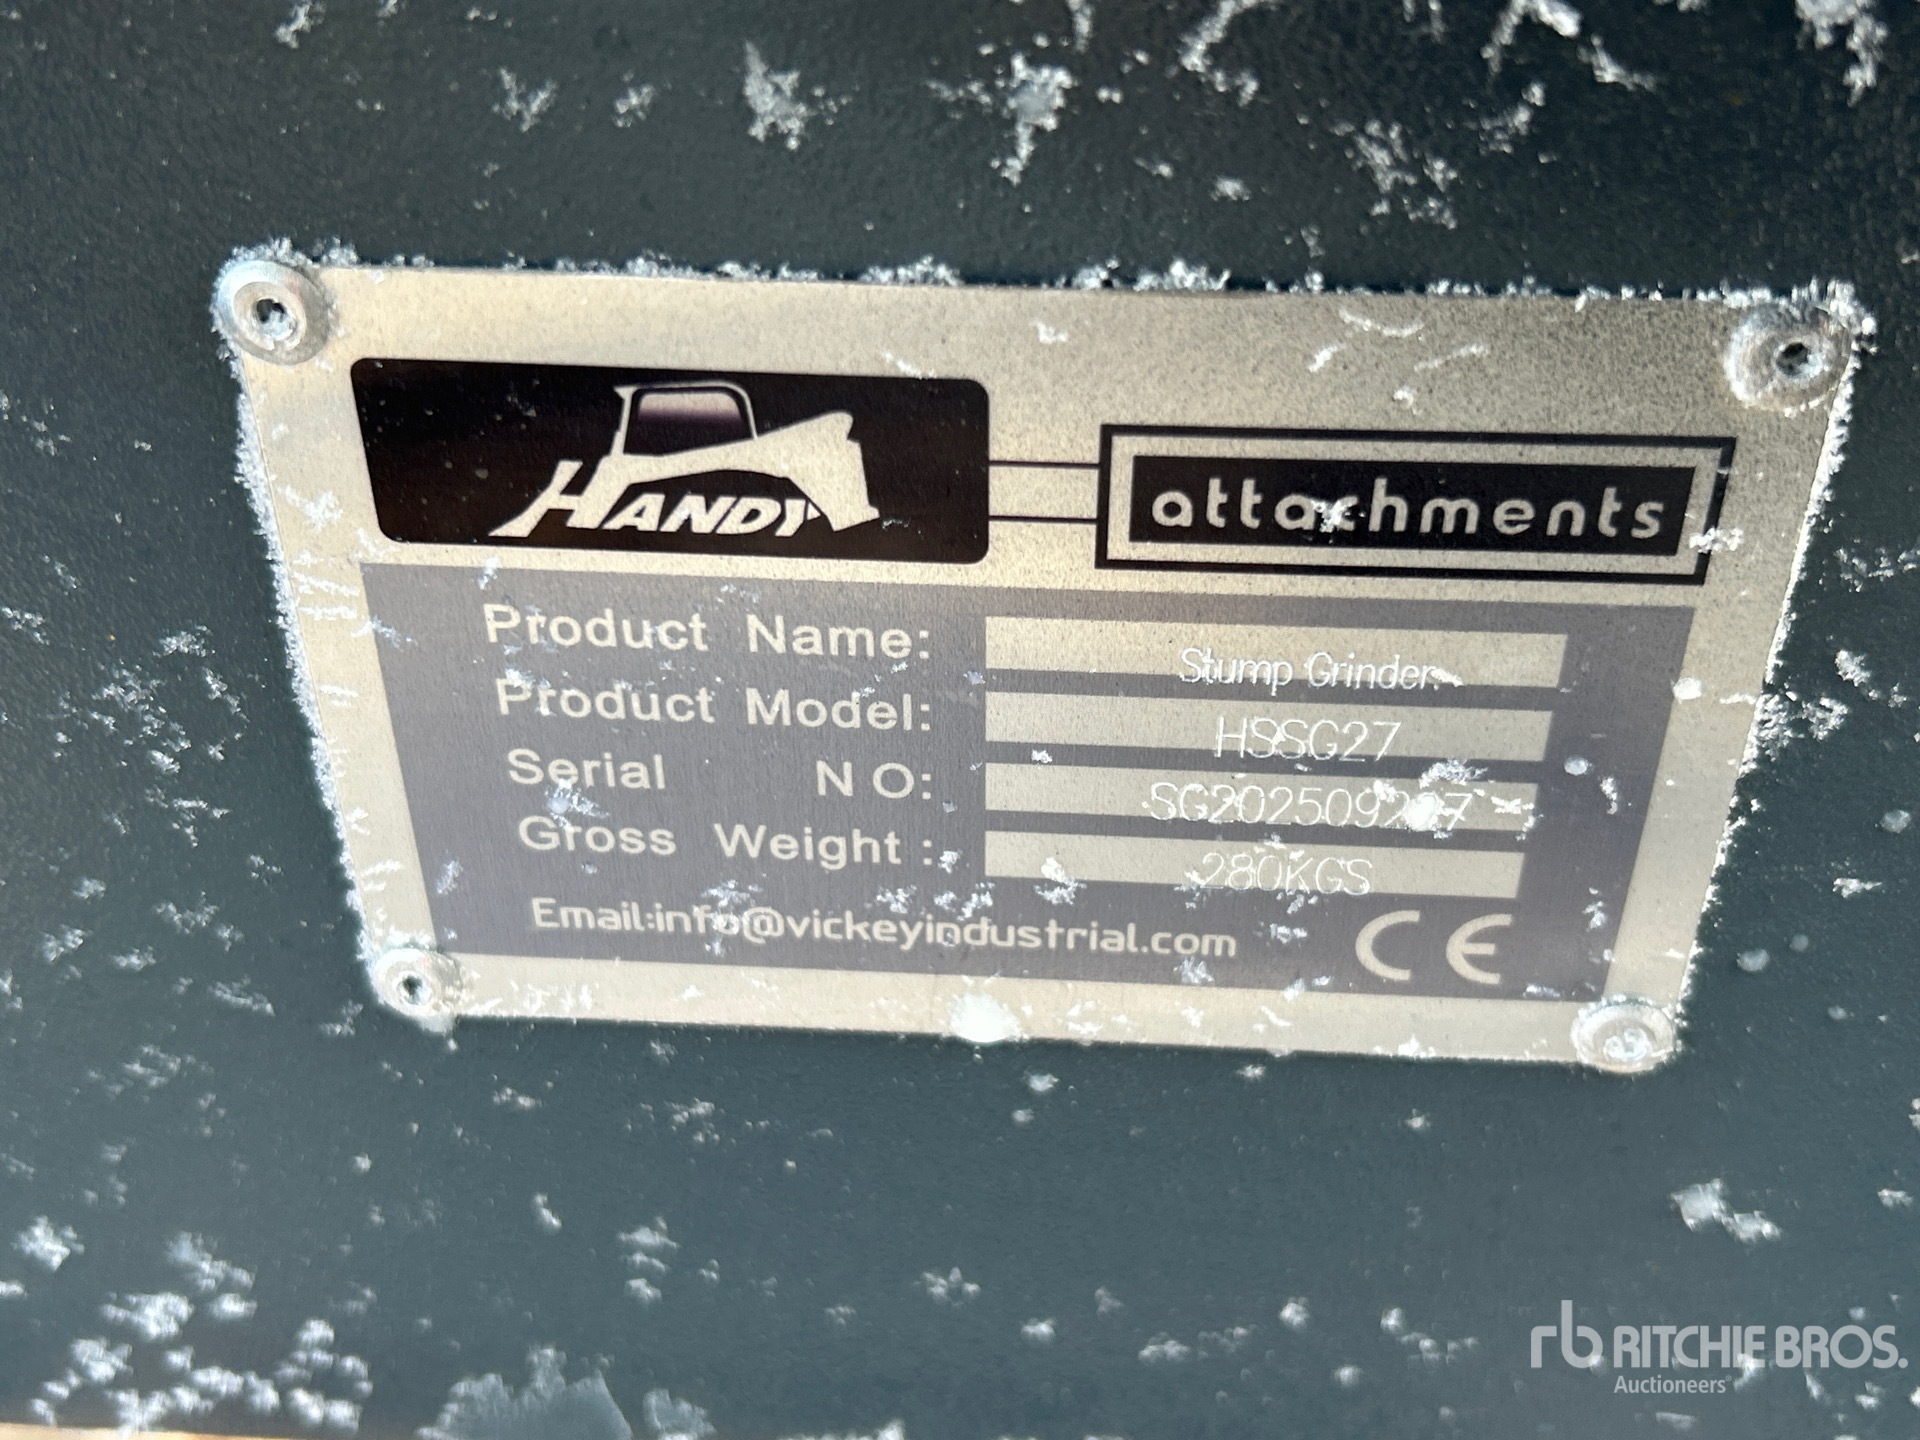 HANDY
attachments
Product Name: Stump Grinder
Product Model: HSSG27
Serial N O:
Gross Weight : 280KGS
Email:info@vickeyindustrial.com CE
rb RITCHIE BROS.
Auctioneers